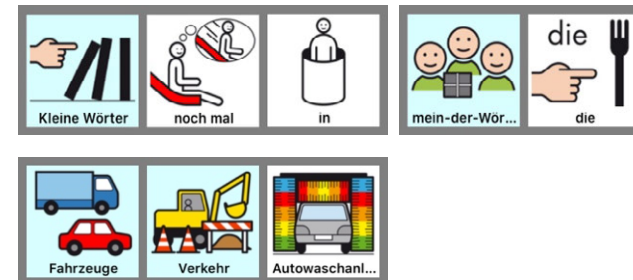 die
Kleine Wörter noch mal in mein-der-Wör... die
Fahrzeuge Verkehr Autowaschanl...